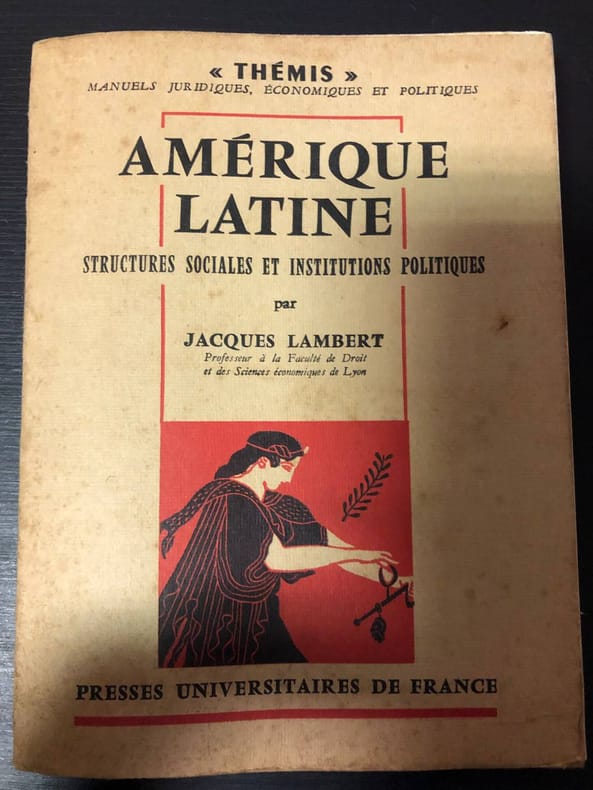 « THÉMIS »
MANUELS JURIDIQUES, ÉCONOMIQUES ET POLITIQUES
AMÉRIQUE
LATINE
STRUCTURES SOCIALES ET INSTITUTIONS POLITIQUES
par
JACQUES LAMBERT
Professeur à la Faculté de Droit
et des Sciences économiques de Lyon
PRESSES UNIVERSITAIRES DE FRANCE